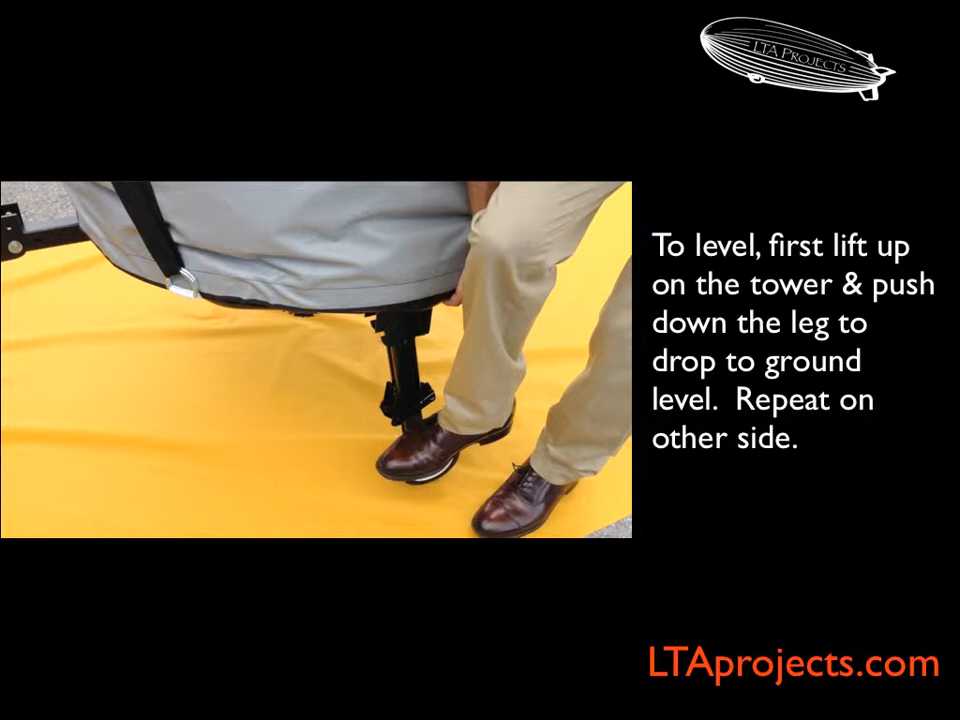 LTA PROJECTS
To level, first lift up
on the tower & push
down the leg to
drop to ground
level.  Repeat on
other side.
LTAprojects.com